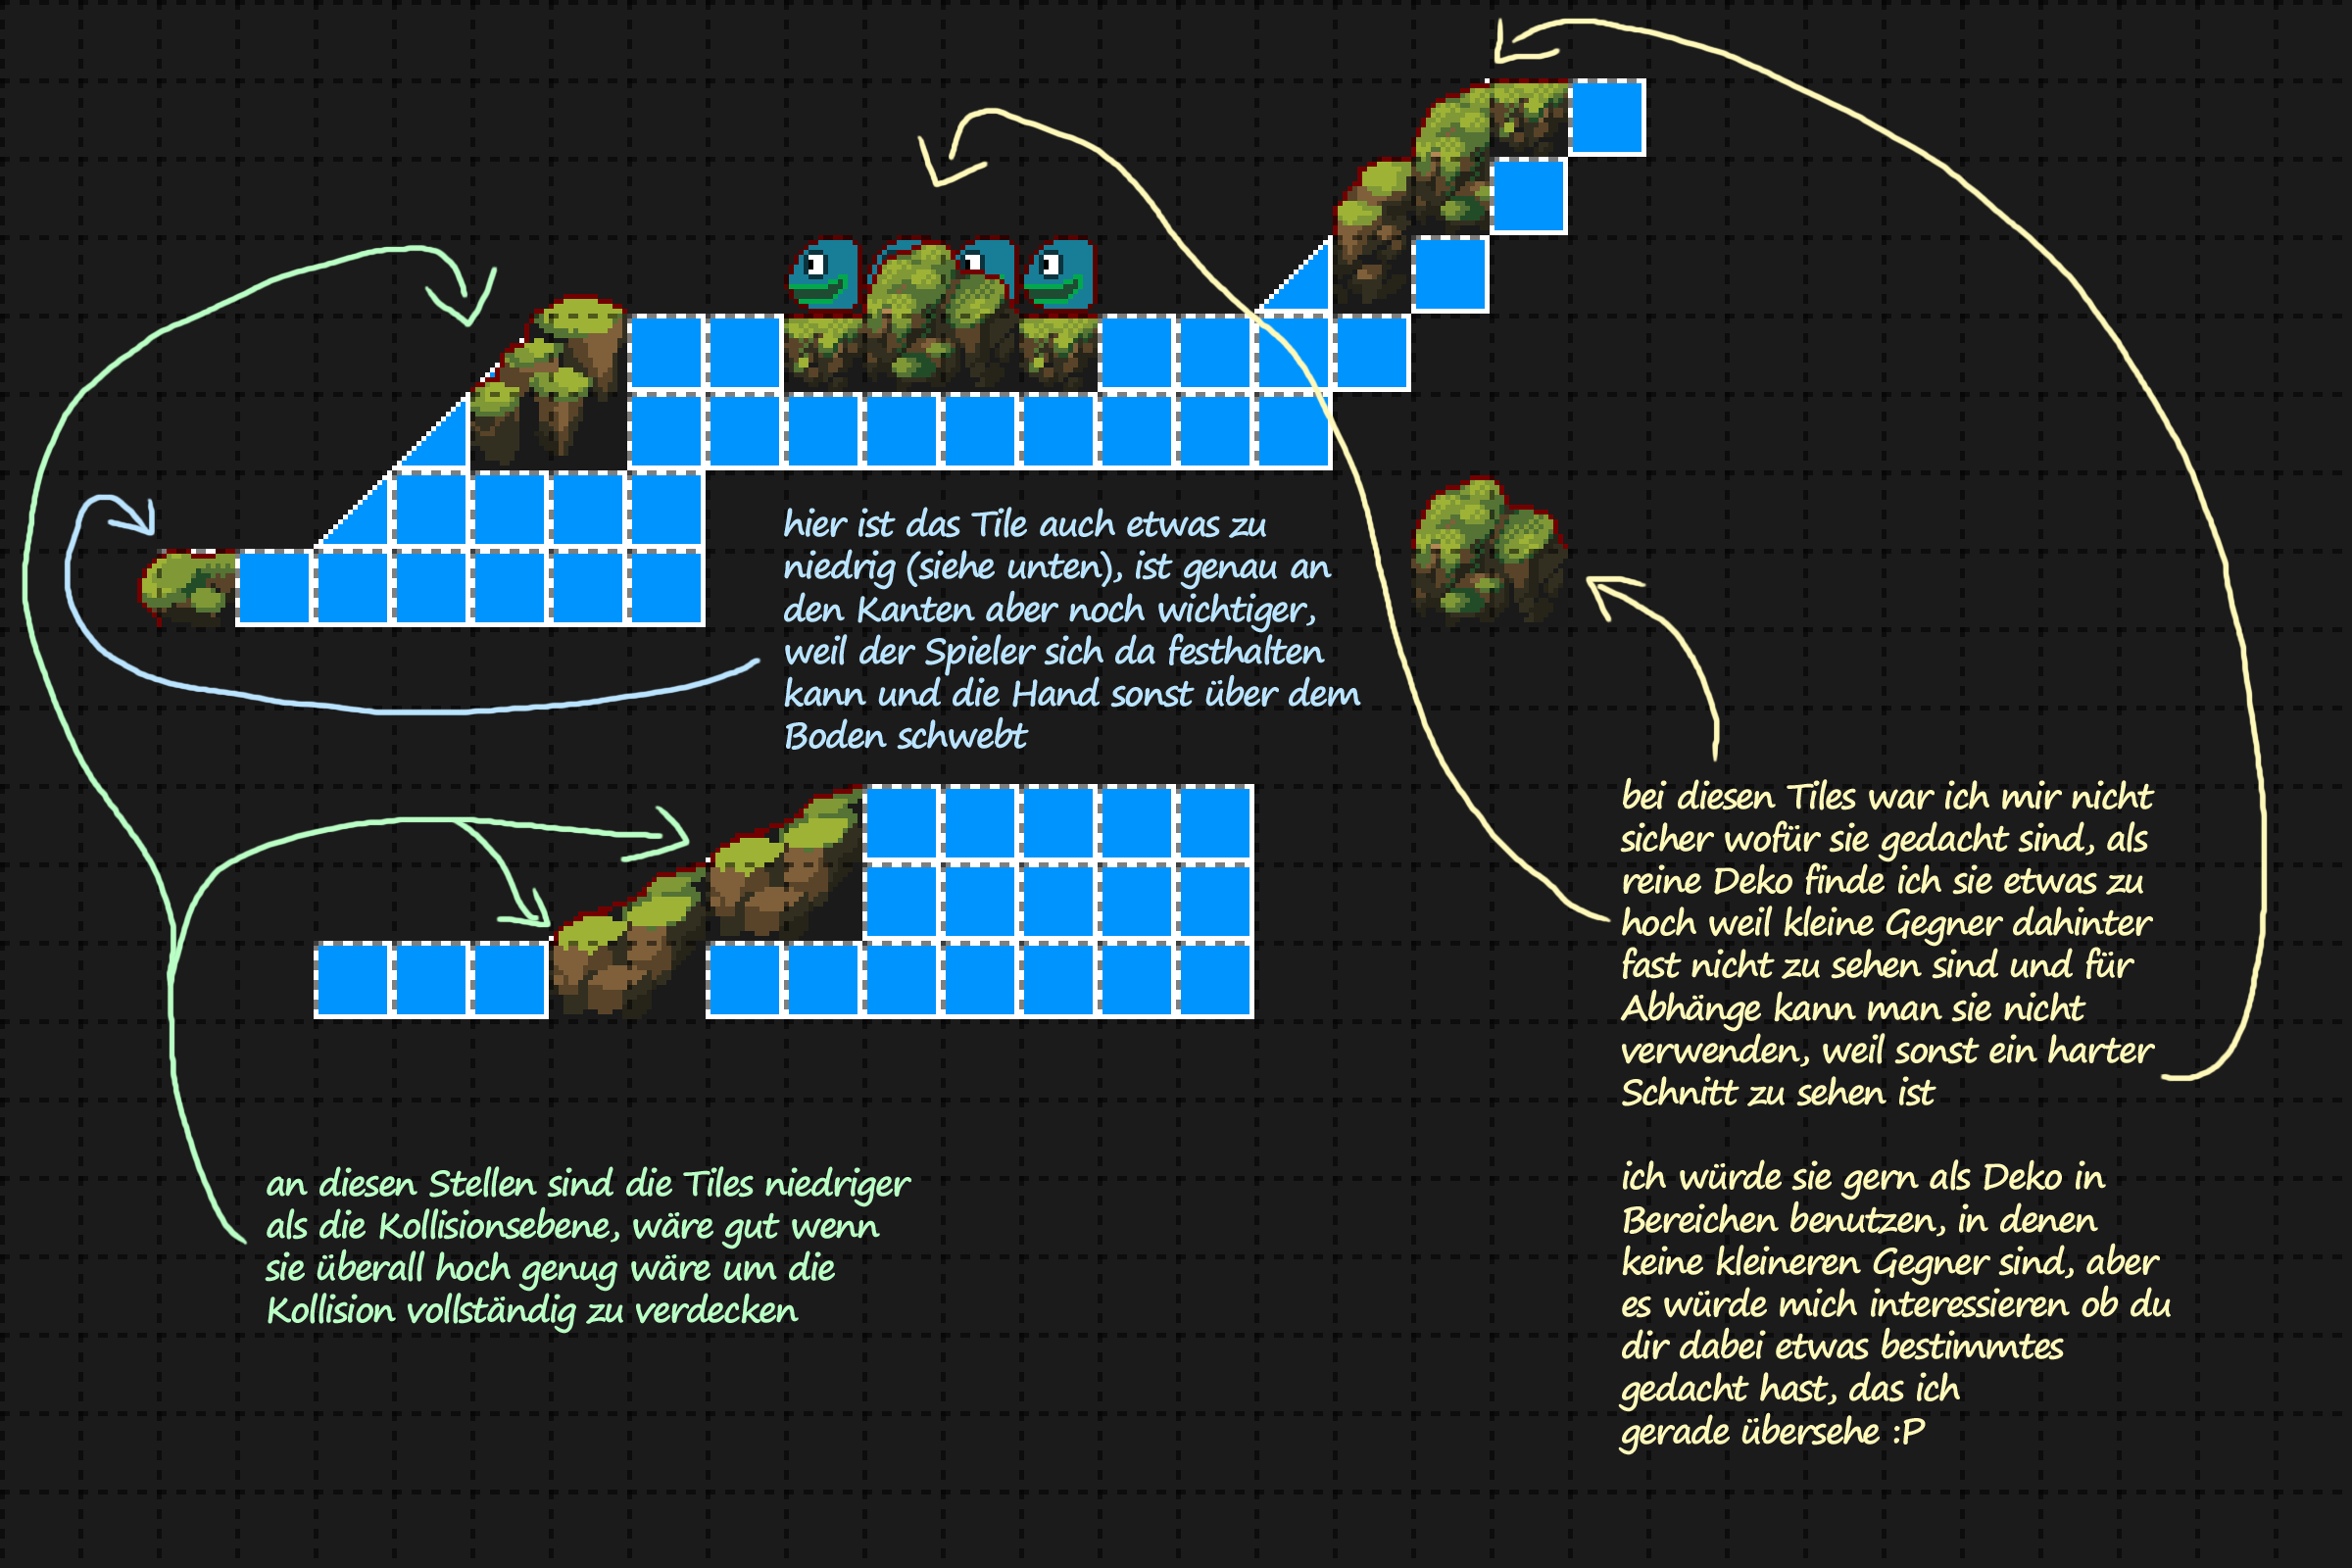 hier ist das Tile auch etwas zu
niedrig (siehe unten), ist genau an
den Kanten aber noch wichtiger,
weil der Spieler sich da festhalten
kann und die Hand sonst über dem
Boden schwebt
bei diesen Tiles war ich mir nicht
sicher wofür sie gedacht sind, als
reine Deko finde ich sie etwas zu
hoch weil kleine Gegner dahinter
fast nicht zu sehen sind und für
Abhänge kann man sie nicht
verwenden, weil sonst ein harter
Schnitt zu sehen ist
ich würde sie gern als Deko in
Bereichen benutzen, in denen
keine kleineren Gegner sind, aber
es würde mich interessieren ob du
dir dabei etwas bestimmtes
gedacht hast, das ich
gerade übersehe :P
an diesen Stellen sind die Tiles niedriger
als die Kollisionsebene, wäre gut wenn
sie überall hoch genug wäre um die
Kollision vollständig zu verdecken